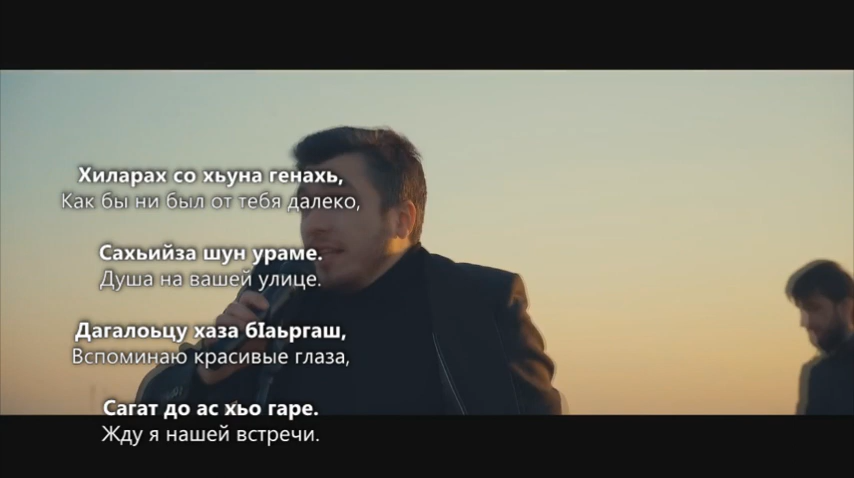 Хиларах со хьуна генахь,
Как бы ни был от тебя далеко,
Сахьийза шун ураме.
Душа на вашей улице.
Дагалоьцу хаза бӀаьргаш,
Вспоминаю красивые глаза,
Сагат до ас хьо гаре.
Жду я нашей встречи.